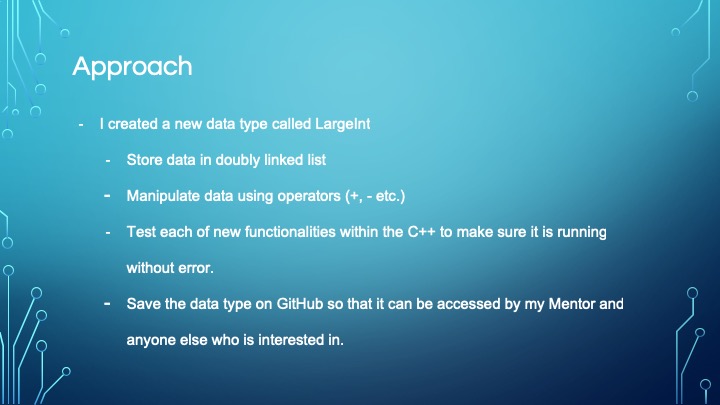 Approach
- I created a new data type called LargeInt
- Store data in doubly linked list
- Manipulate data using operators (+, - etc.)
- Test each of new functionalities within the C++ to make sure it is running
without error.
- Save the data type on GitHub so that it can be accessed by my Mentor and
anyone else who is interested in.